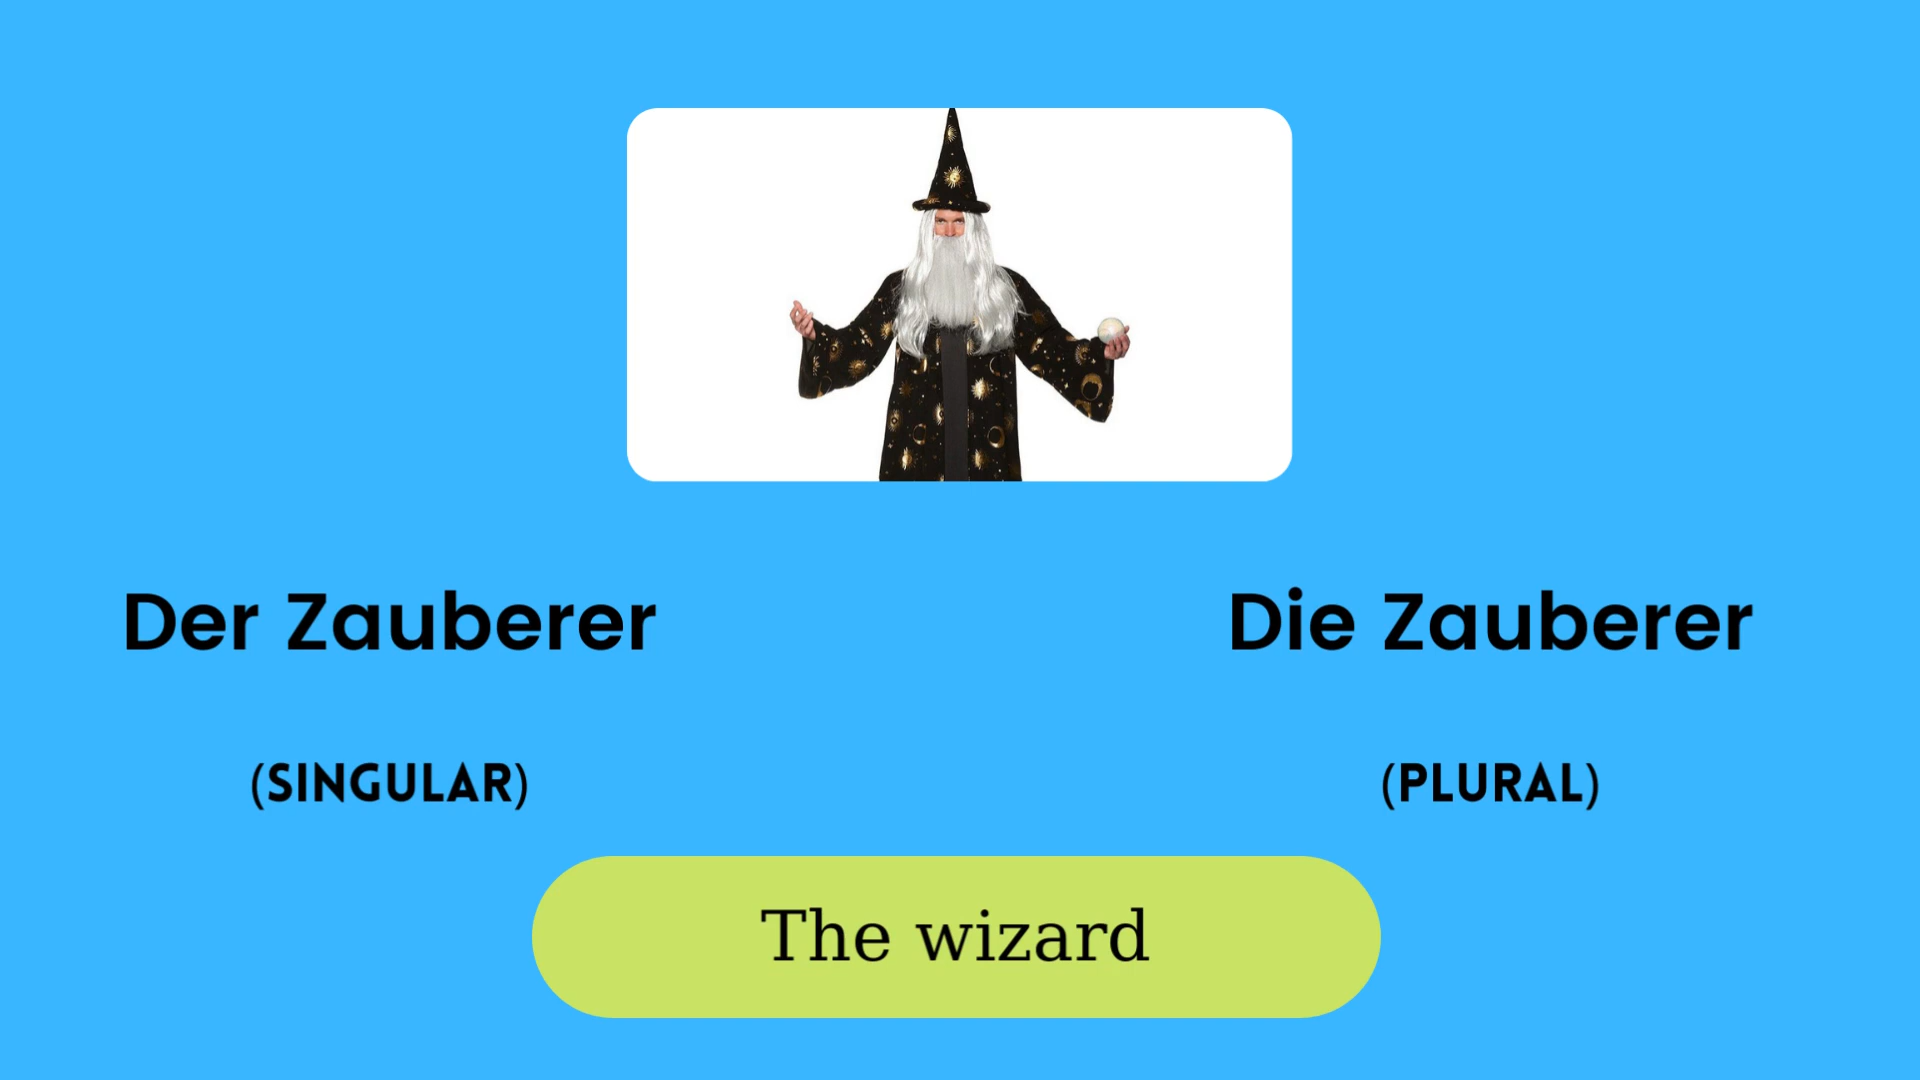 Der Zauberer
Die Zauberer
(SINGULAR)
(PLURAL)
The wizard